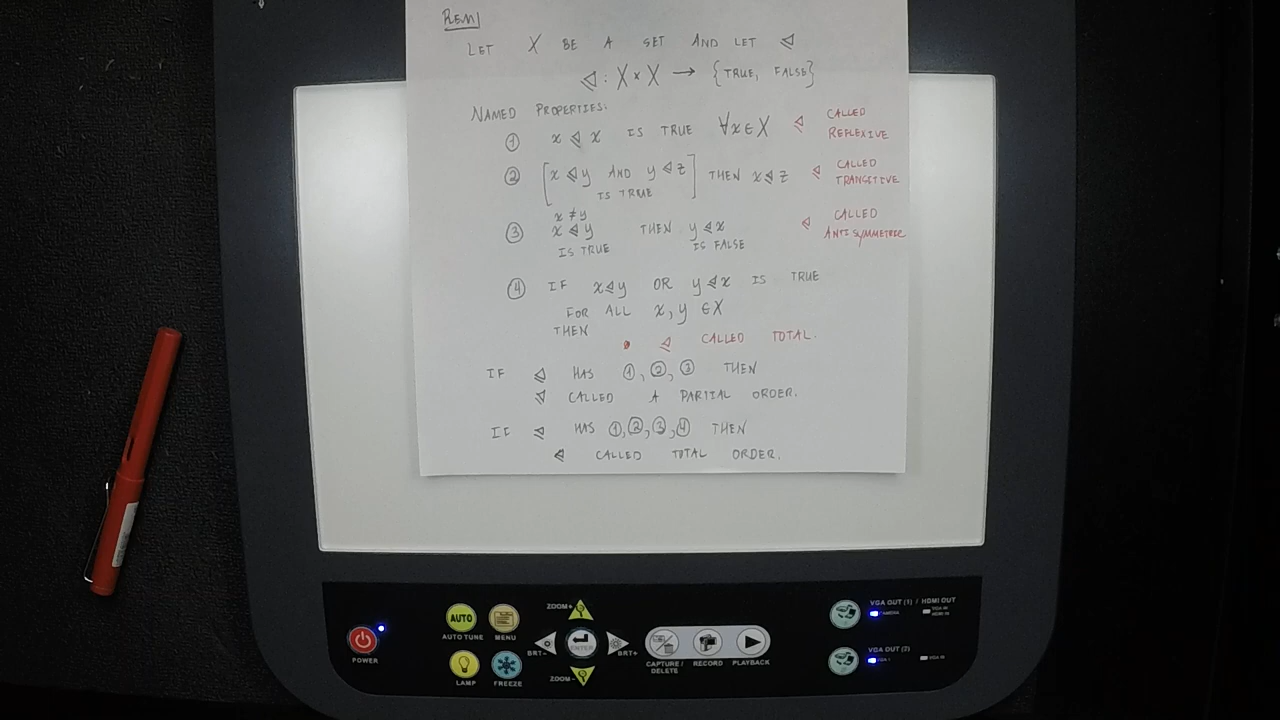 REM
LET X BE A SET AND LET ⊲
⊲ : X × X → {TRUE, FALSE}
NAMED PROPERTIES:
① x ⊲ x IS TRUE ∀x∈X ⊲ CALLED REFLEXIVE
② [x ⊲ y AND y ⊲ z IS TRUE] THEN x ⊲ z ⊲ CALLED TRANSITIVE
x ≠ y
③ x ⊲ y THEN y ⊲ x ⊲ CALLED ANTISYMMETRIC
IS TRUE IS FALSE
④ IF x ⊲ y OR y ⊲ x IS TRUE
FOR ALL x, y ∈ X
THEN
⊲ CALLED TOTAL.
IF ⊲ HAS ①, ②, ③ THEN
⊲ CALLED A PARTIAL ORDER.
IF ⊲ HAS ①, ②, ③, ④ THEN
⊲ CALLED TOTAL ORDER.
POWER
AUTO
AUTO TUNE
MENU
LAMP
FREEZE
ZOOM+
BRT-
ENTER
BRT+
ZOOM-
CAPTURE / DELETE
RECORD
PLAYBACK
VGA OUT (1) / HDMI OUT
CAMERA
VGA OUT (2)